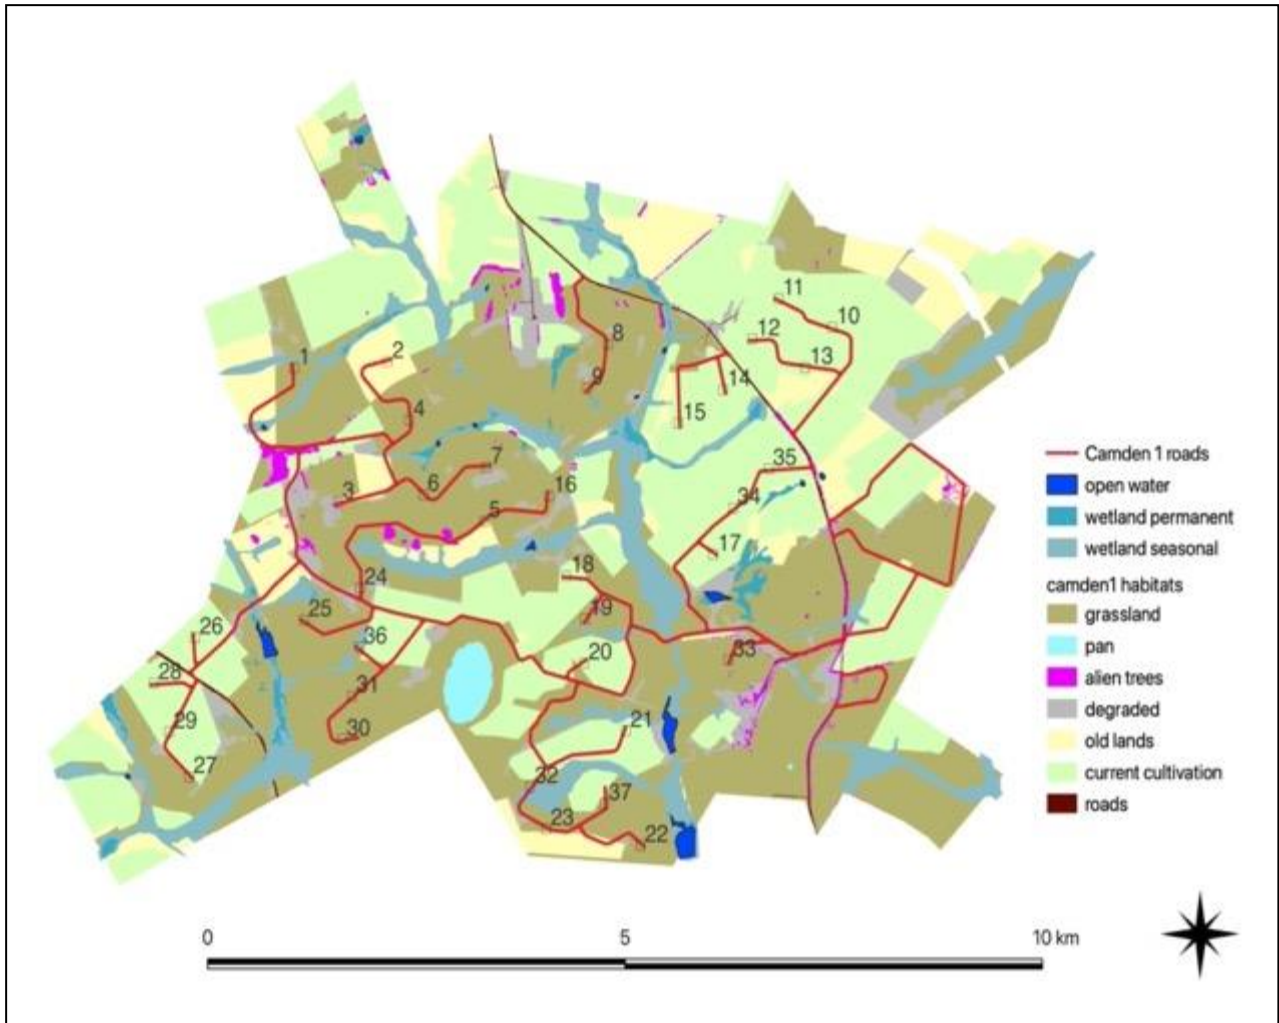 11
10
12
8
13
1
2
9
14
4
15
35
7
6
16
3
34
5
17
18
24
19
25
26
36
20
33
28
31
29
21
30
27
32
37
23
22
Camden 1 roads
open water
wetland permanent
wetland seasonal
camden1 habitats
grassland
pan
alien trees
degraded
old lands
current cultivation
roads
0 5 10 km